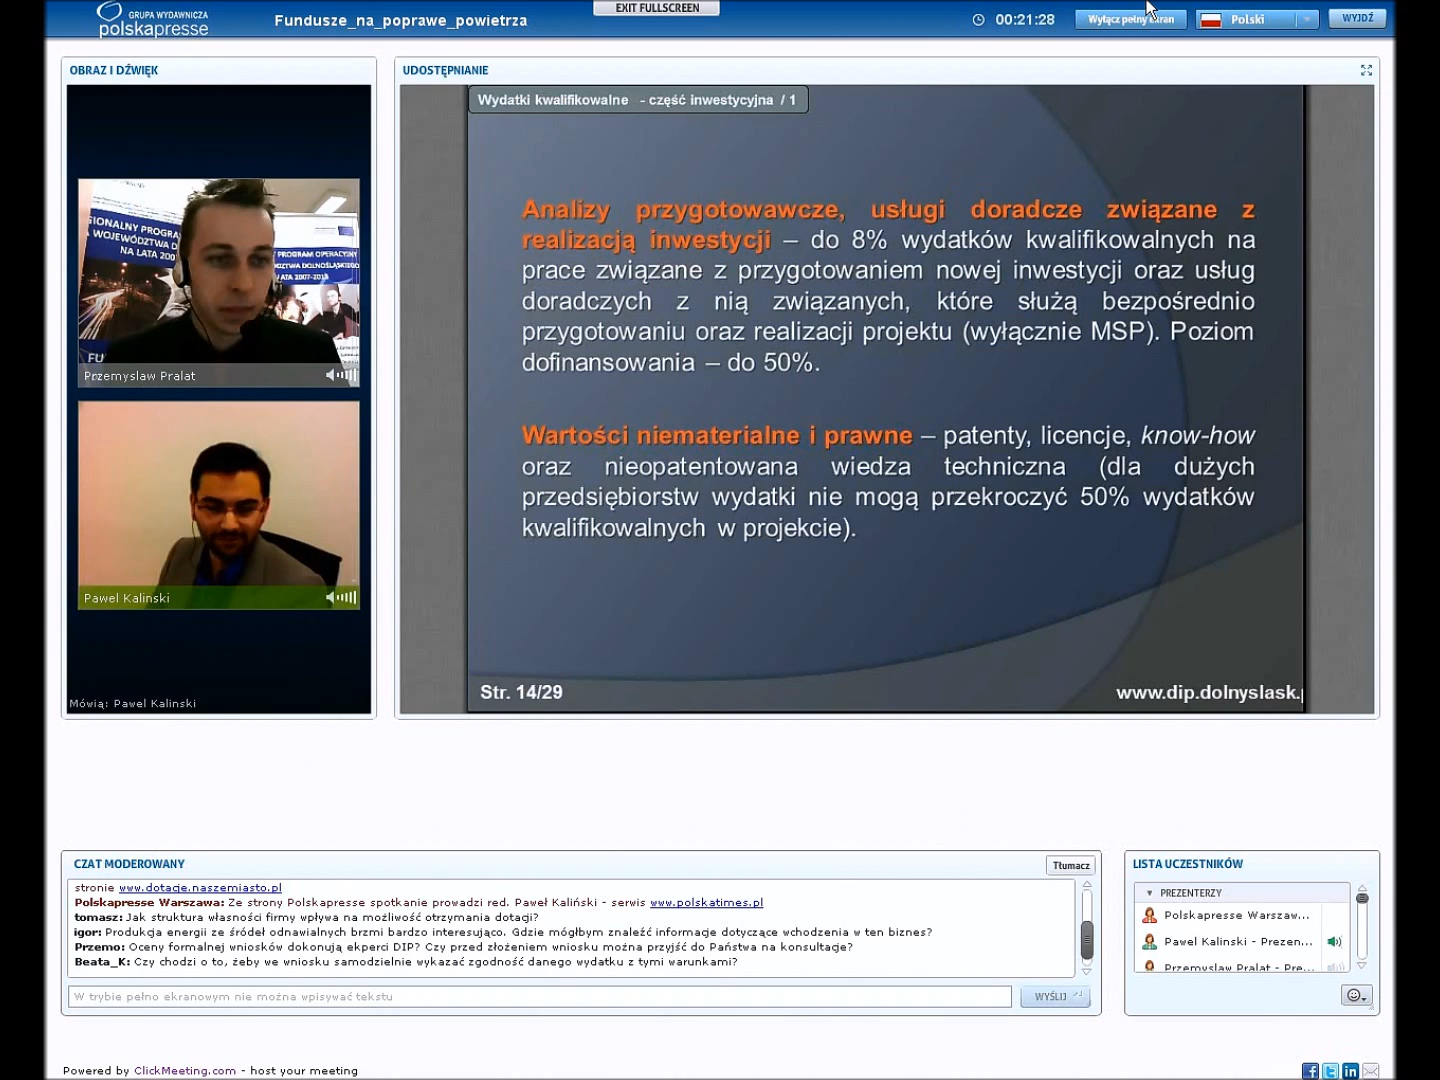 GRUPA WYDAWNICZA
polskapresse
Fundusze_na_poprawe_powietrza
EXIT FULLSCREEN
00:21:28
Wyłącz pełny ekran
Polski
WYJDŹ
OBRAZ I DŹWIĘK
UDOSTĘPNIANIE
Wydatki kwalifikowalne - część inwestycyjna / 1
Analizy przygotowawcze, usługi doradcze związane z
realizacją inwestycji – do 8% wydatków kwalifikowalnych na
prace związane z przygotowaniem nowej inwestycji oraz usług
doradczych z nią związanych, które służą bezpośrednio
przygotowaniu oraz realizacji projektu (wyłącznie MSP). Poziom
dofinansowania – do 50%.
Wartości niematerialne i prawne – patenty, licencje, know-how
oraz nieopatentowana wiedza techniczna (dla dużych
przedsiębiorstw wydatki nie mogą przekroczyć 50% wydatków
kwalifikowalnych w projekcie).
Str. 14/29
www.dip.dolnyslask.
Przemyslaw Pralat
Pawel Kalinski
Mówią: Pawel Kalinski
CZAT MODEROWANY
Tłumacz
stronie www.dotacje.naszemiasto.pl
Polskapresse Warszawa: Ze strony Polskapresse spotkanie prowadzi red. Paweł Kaliński - serwis www.polskatimes.pl
tomasz: Jak struktura własności firmy wpływa na możliwość otrzymania dotacji?
igor: Produkcja energii ze źródeł odnawialnych brzmi bardzo interesująco. Gdzie mógłbym znaleźć informacje dotyczące wchodzenia w ten biznes?
Przemo: Oceny formalnej wniosków dokonują ekperci DIP? Czy przed złożeniem wniosku można przyjść do Państwa na konsultacje?
Beata_K: Czy chodzi o to, żeby we wniosku samodzielnie wykazać zgodność danego wydatku z tymi warunkami?
W trybie pełno ekranowym nie można wpisywać tekstu
WYŚLIJ
LISTA UCZESTNIKÓW
PREZENTERZY
Polskapresse Warszaw...
Pawel Kalinski - Prezen...
Przemyslaw Pralat - Pre...
Powered by ClickMeeting.com - host your meeting